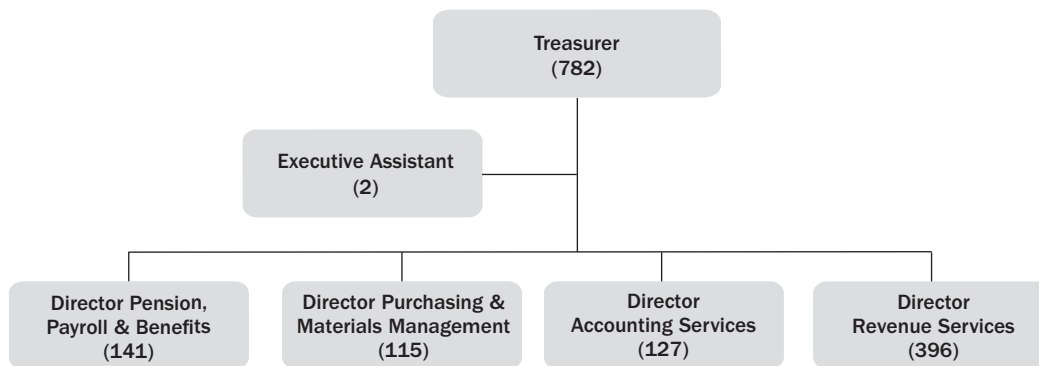 Treasurer
(782)
Executive Assistant
(2)
Director Pension,
Payroll & Benefits
(141)
Director Purchasing &
Materials Management
(115)
Director
Accounting Services
(127)
Director
Revenue Services
(396)